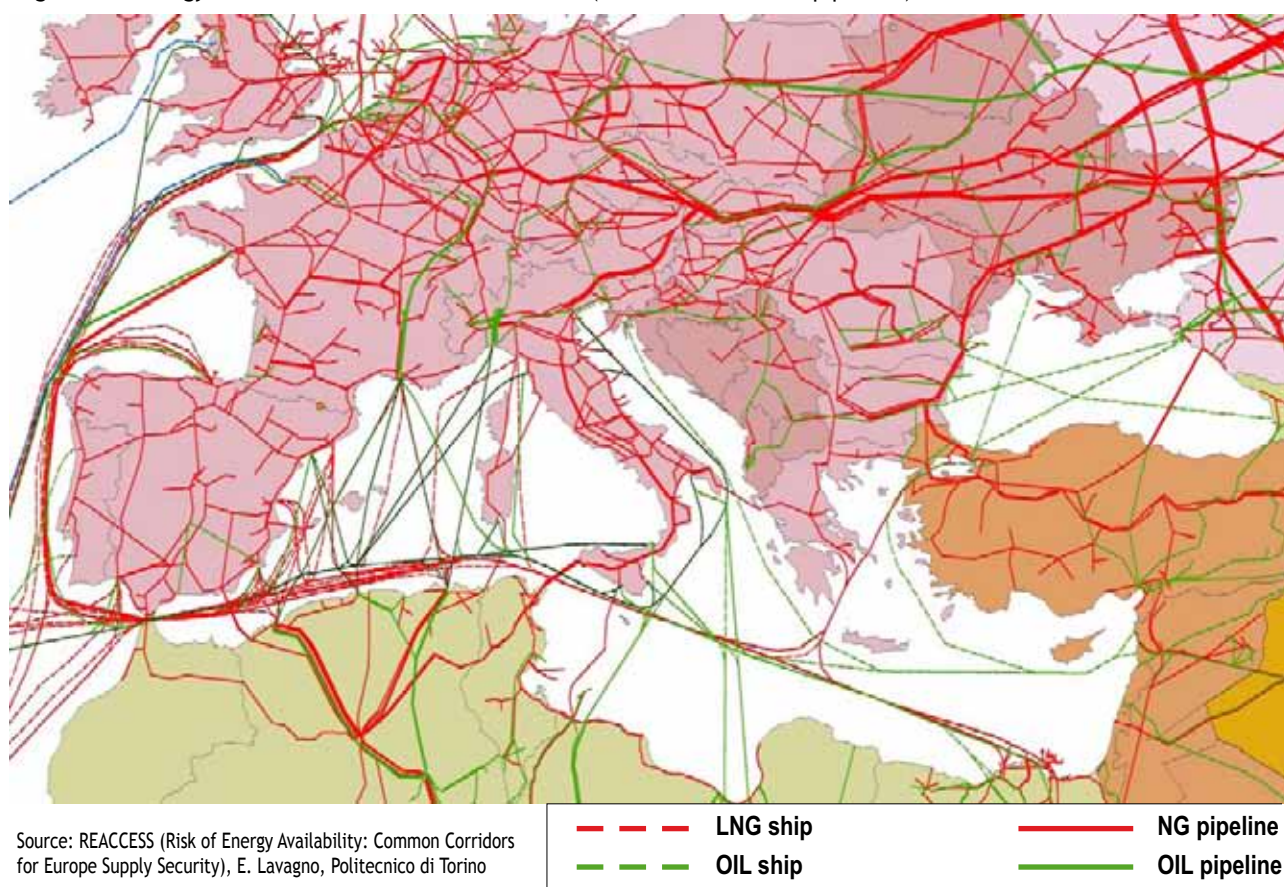 Source: REACCESS (Risk of Energy Availability: Common Corridors
for Europe Supply Security), E. Lavagno, Politecnico di Torino
LNG ship
NG pipeline
OIL ship
OIL pipeline